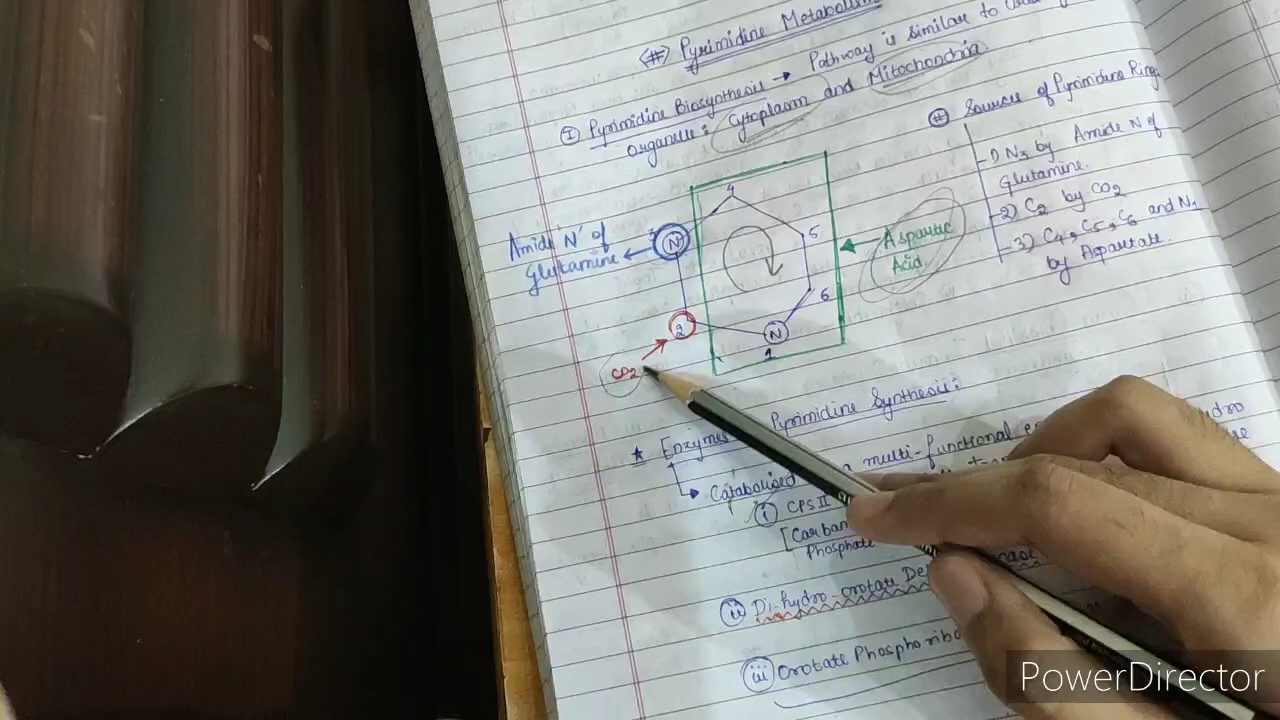 (#) Pyrimidine Metabolism
① Pyrimidine Biosynthesis → Pathway is similar to
organelle: Cytoplasm and Mitochondria
# Sources of Pyrimidine Ring
1) N3 by Amide N of
Glutamine.
2) C2 by CO2
3) C4, C5, C6 and N1
by Aspartate.
Amide N of
Glutamine
3
N
4
5
6
2
N
1
CO2
Aspartic
Acid
★ Enzymes Pyrimidine Synthesis:
Catabolised a multi-functional
i CPS II
[Carbam
Phosphate
ii Di-hydro-orotate
iii Orotate Phosphoribo
PowerDirector